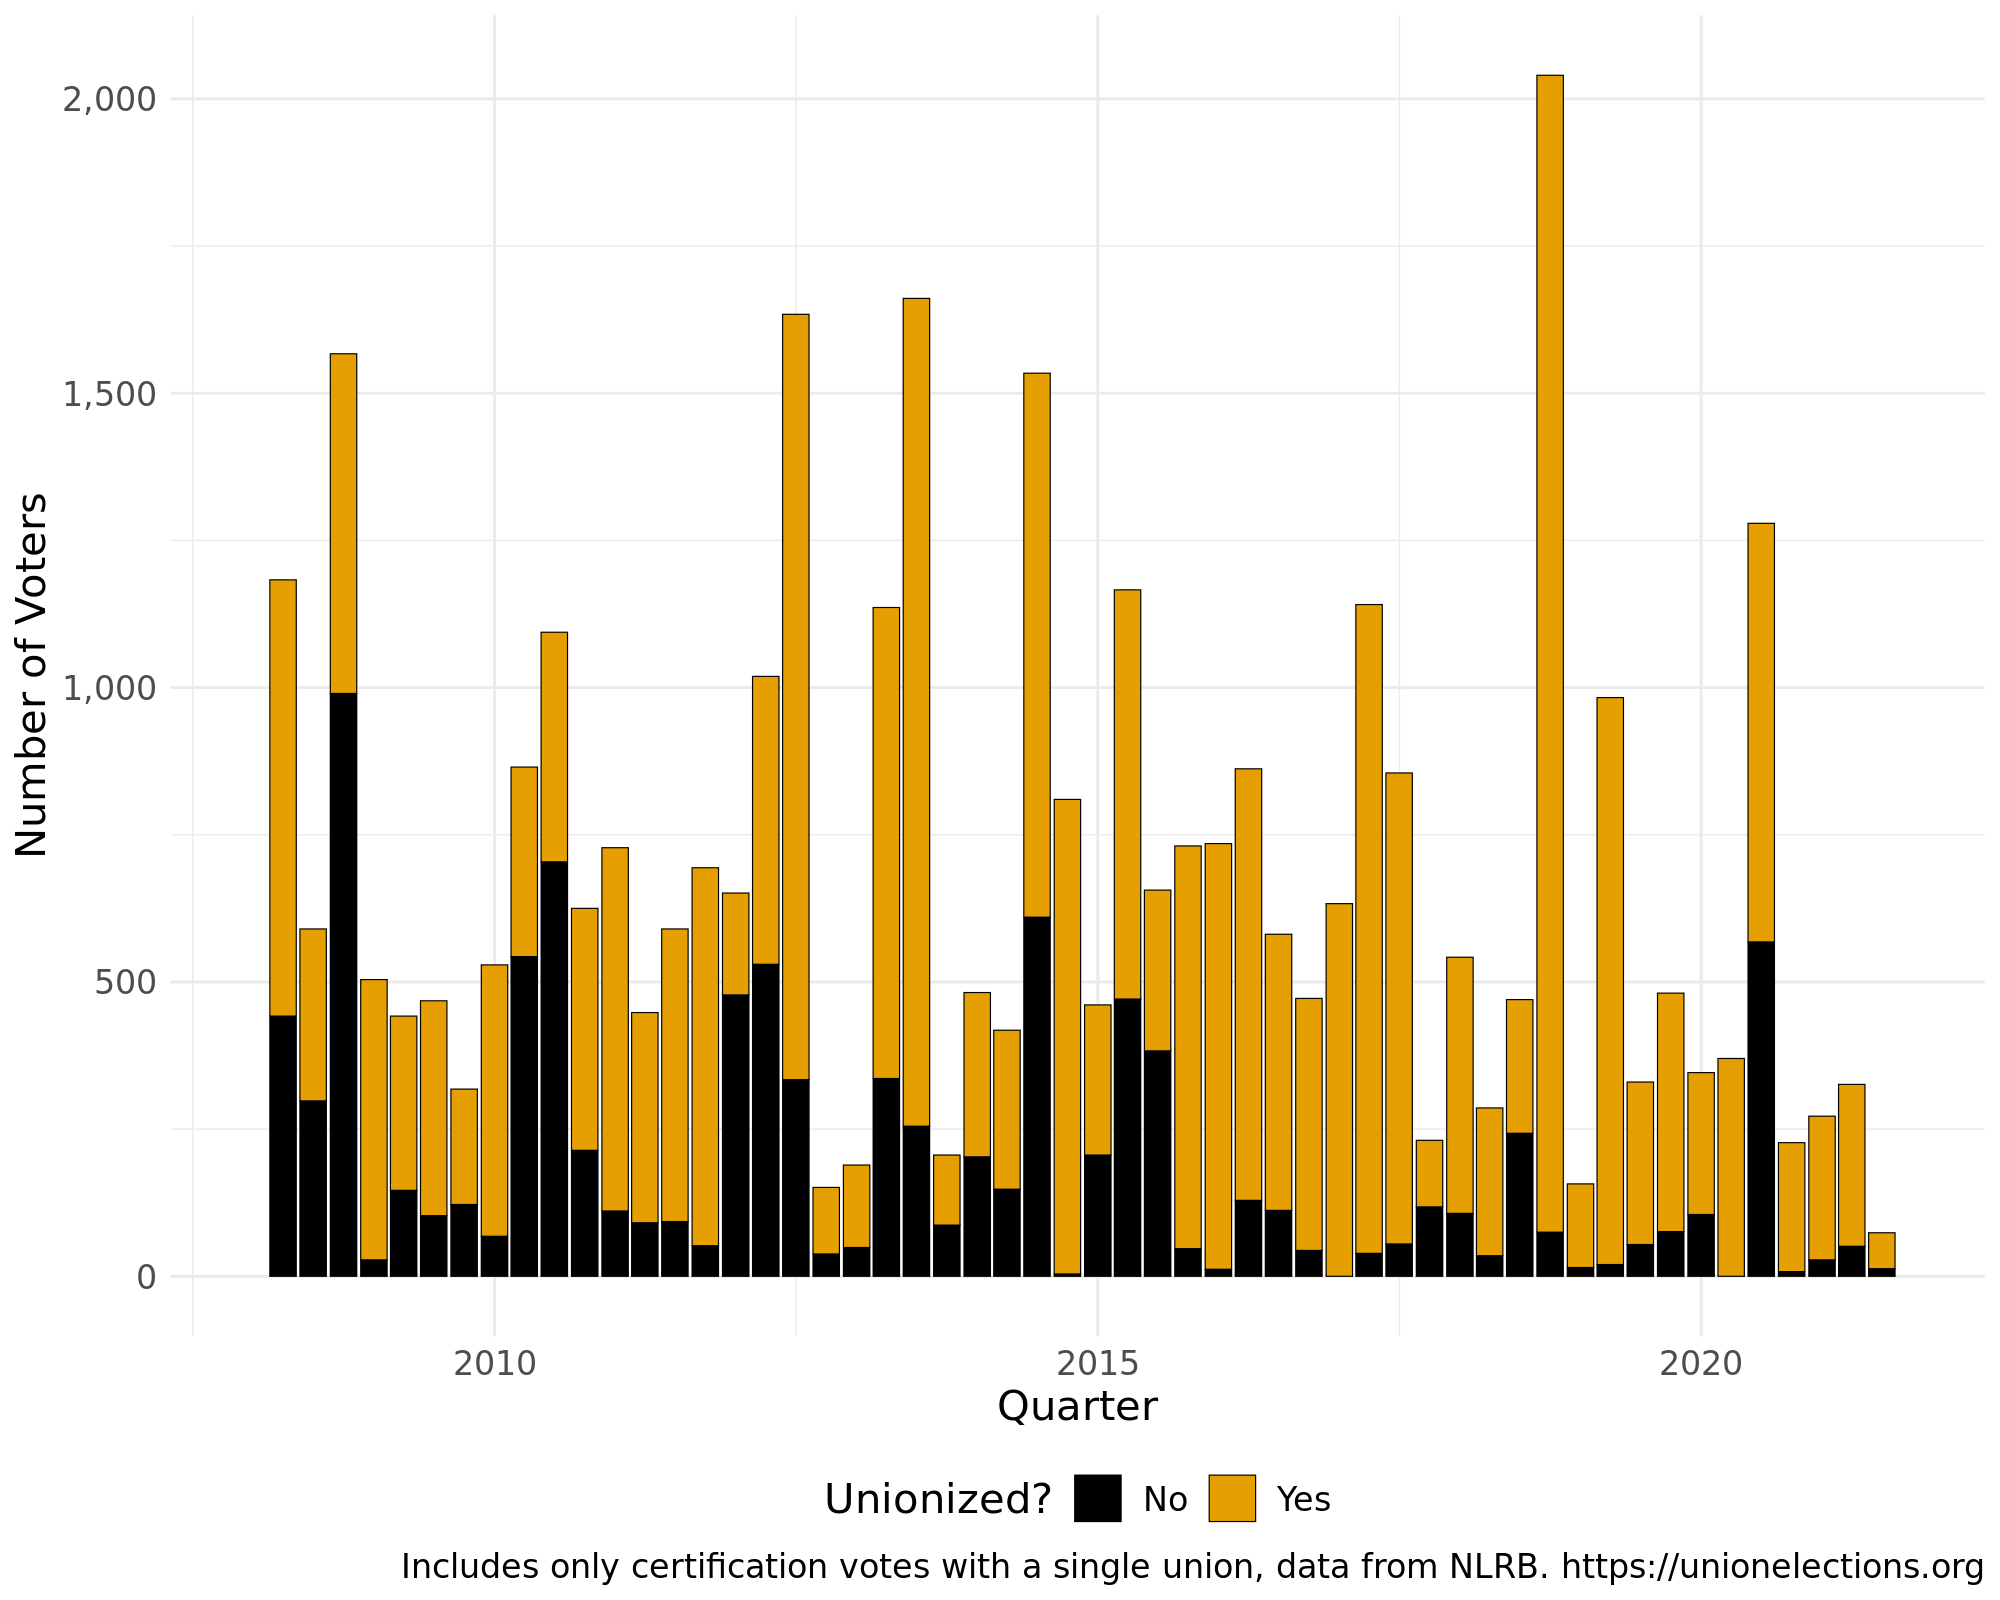 2,000
1,500
1,000
500
0
Number of Voters
2010 2015 2020
Quarter
Unionized? No Yes
Includes only certification votes with a single union, data from NLRB. https://unionelections.org